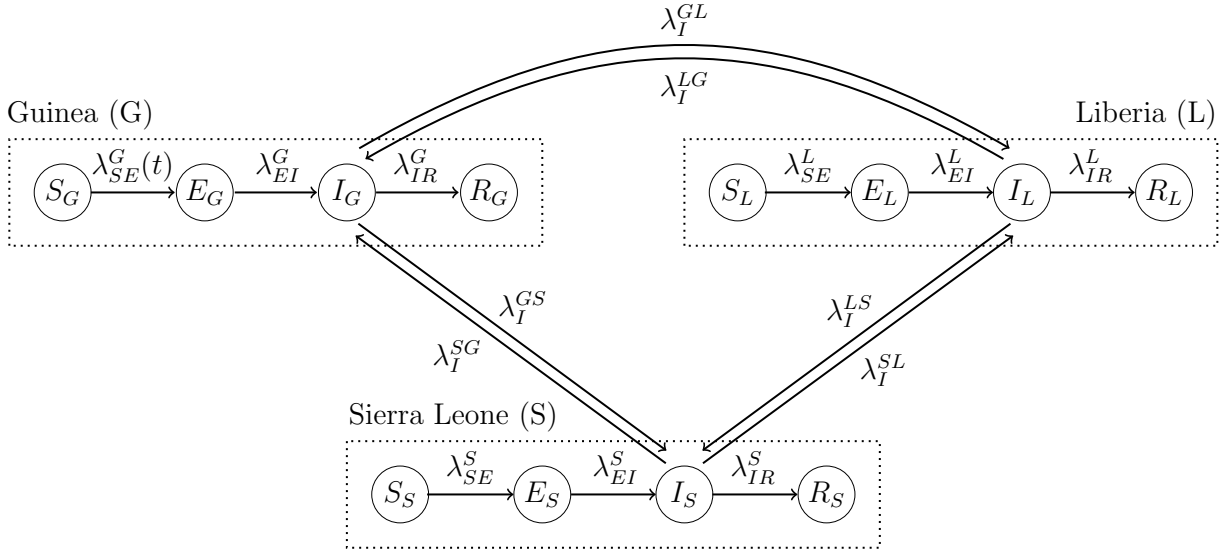 λ_I^{GL}
λ_I^{LG}
Guinea (G)
Liberia (L)
λ_{SE}^G(t) λ_{EI}^G λ_{IR}^G
S_G E_G I_G R_G
λ_{SE}^L λ_{EI}^L λ_{IR}^L
S_L E_L I_L R_L
λ_I^{GS}
λ_I^{SG}
λ_I^{LS}
λ_I^{SL}
Sierra Leone (S)
λ_{SE}^S λ_{EI}^S λ_{IR}^S
S_S E_S I_S R_S